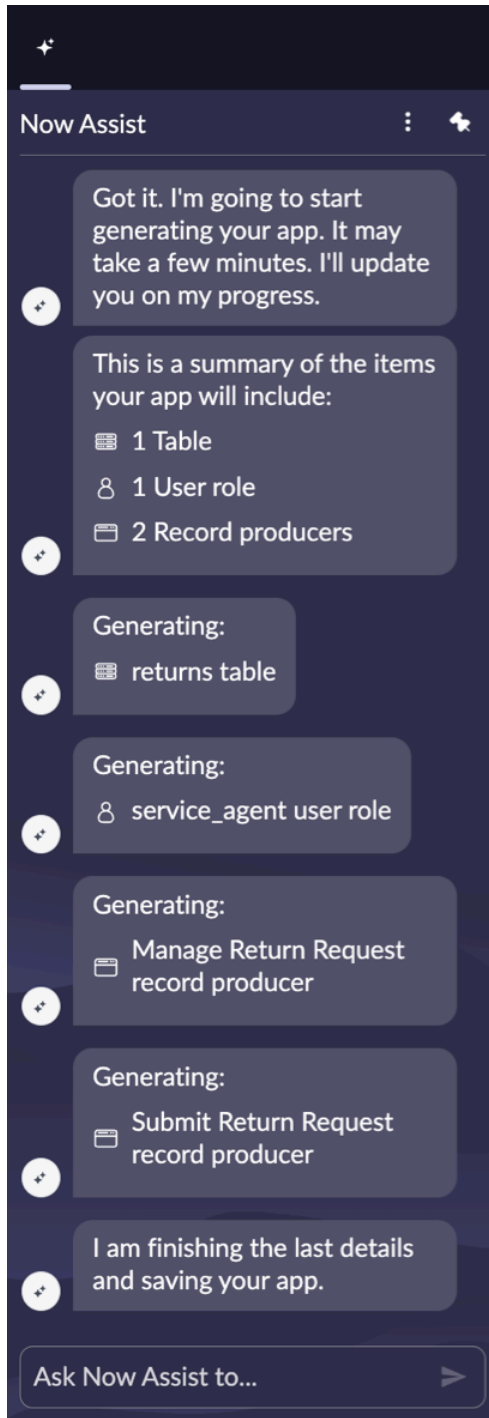 Now Assist
Got it. I'm going to start
generating your app. It may
take a few minutes. I'll update
you on my progress.
This is a summary of the items
your app will include:
1 Table
1 User role
2 Record producers
Generating:
returns table
Generating:
service_agent user role
Generating:
Manage Return Request
record producer
Generating:
Submit Return Request
record producer
I am finishing the last details
and saving your app.
Ask Now Assist to...